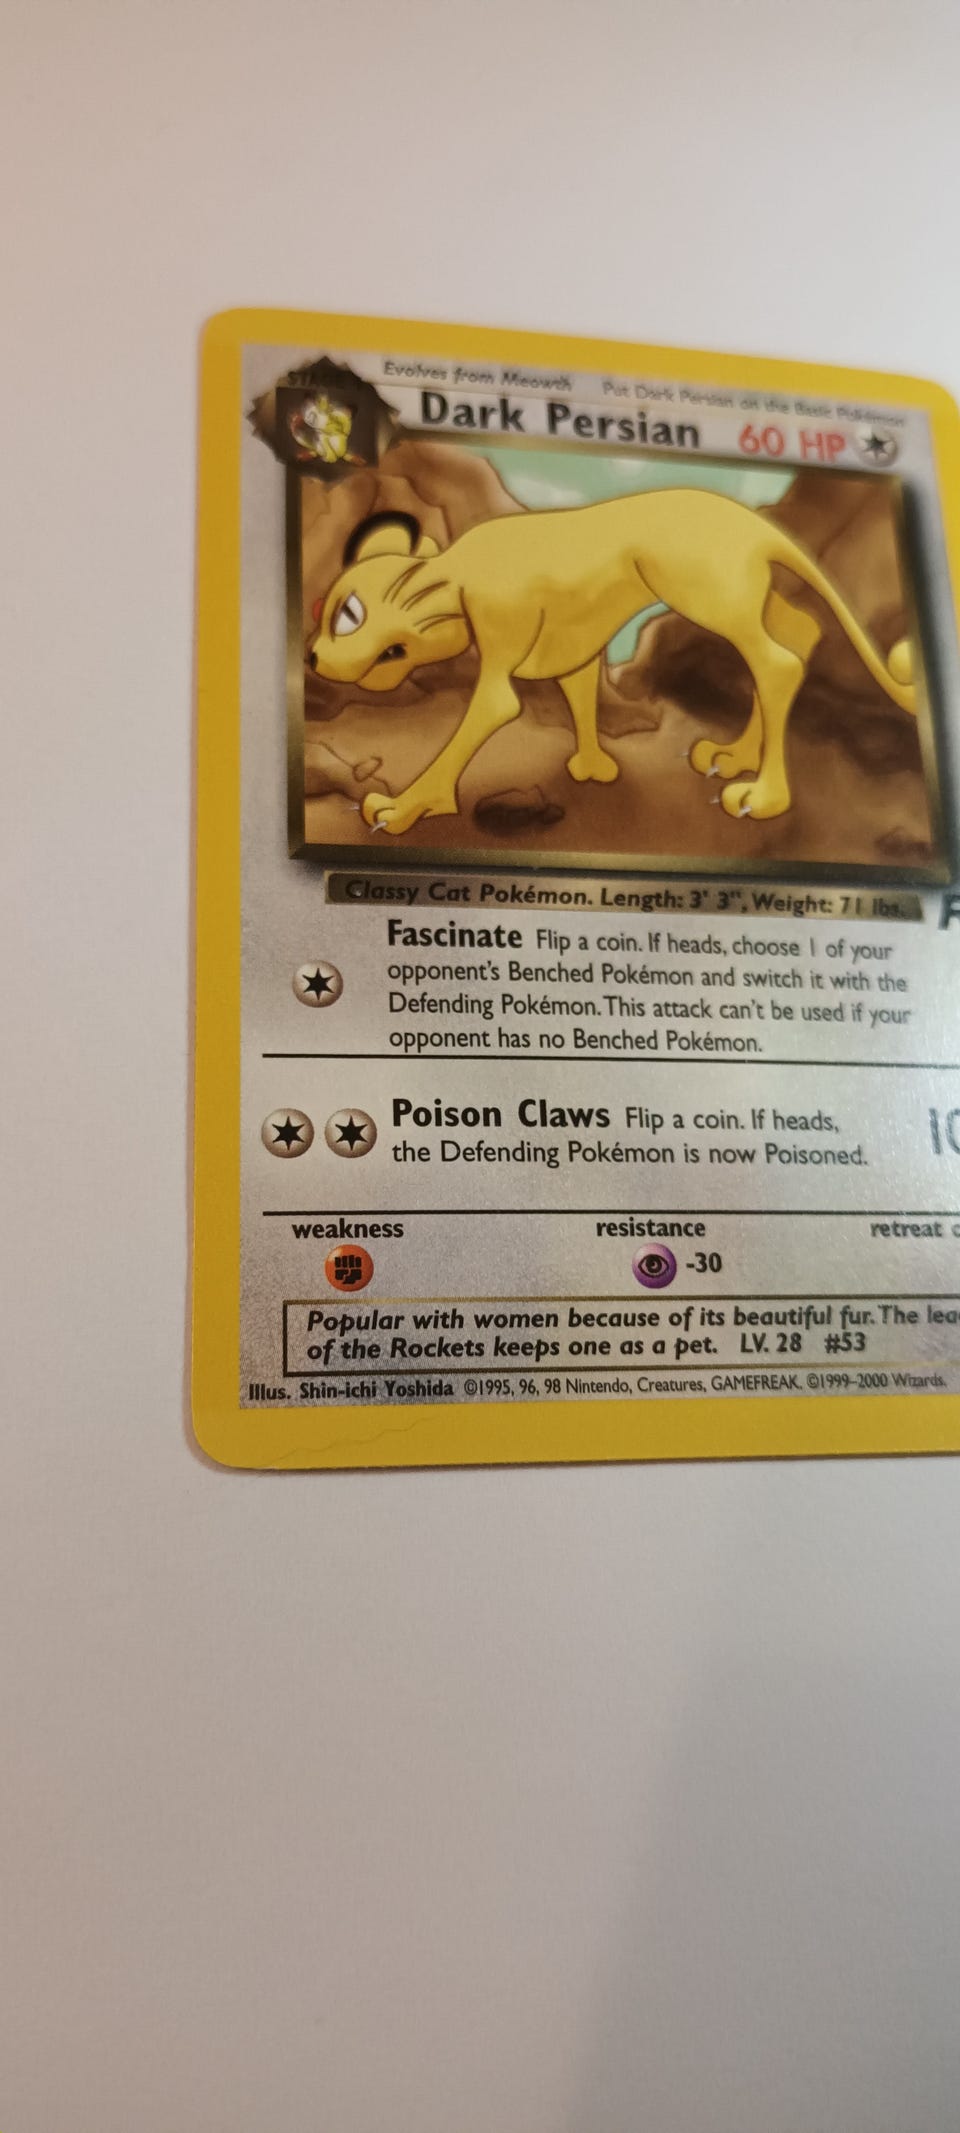 Evolves from Meowth Put Dark Persian on the Basic Pokémon
Dark Persian 60 HP
Classy Cat Pokémon. Length: 3' 3", Weight: 71 lbs.
Fascinate Flip a coin. If heads, choose 1 of your
opponent's Benched Pokémon and switch it with the
Defending Pokémon. This attack can't be used if your
opponent has no Benched Pokémon.
Poison Claws Flip a coin. If heads,
the Defending Pokémon is now Poisoned.
10
weakness resistance retreat
-30
Popular with women because of its beautiful fur. The
of the Rockets keeps one as a pet. LV. 28 #53
Illus. Shin-ichi Yoshida ©1995, 96, 98 Nintendo, Creatures, GAMEFREAK. ©1999–2000 Wizards.